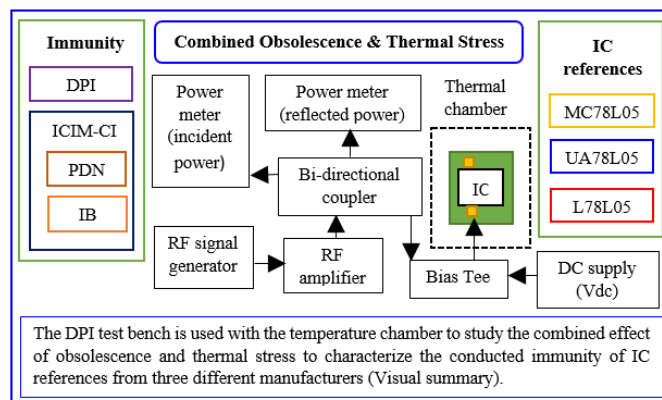 Immunity
DPI
ICIM-CI
PDN
IB
Combined Obsolescence & Thermal Stress
Power
meter
(incident
power)
Power meter
(reflected power)
Thermal
chamber
Bi-directional
coupler
IC
RF signal
generator
RF
amplifier
Bias Tee
DC supply
(Vdc)
IC
references
MC78L05
UA78L05
L78L05
The DPI test bench is used with the temperature chamber to study the combined effect
of obsolescence and thermal stress to characterize the conducted immunity of IC
references from three different manufacturers (Visual summary).